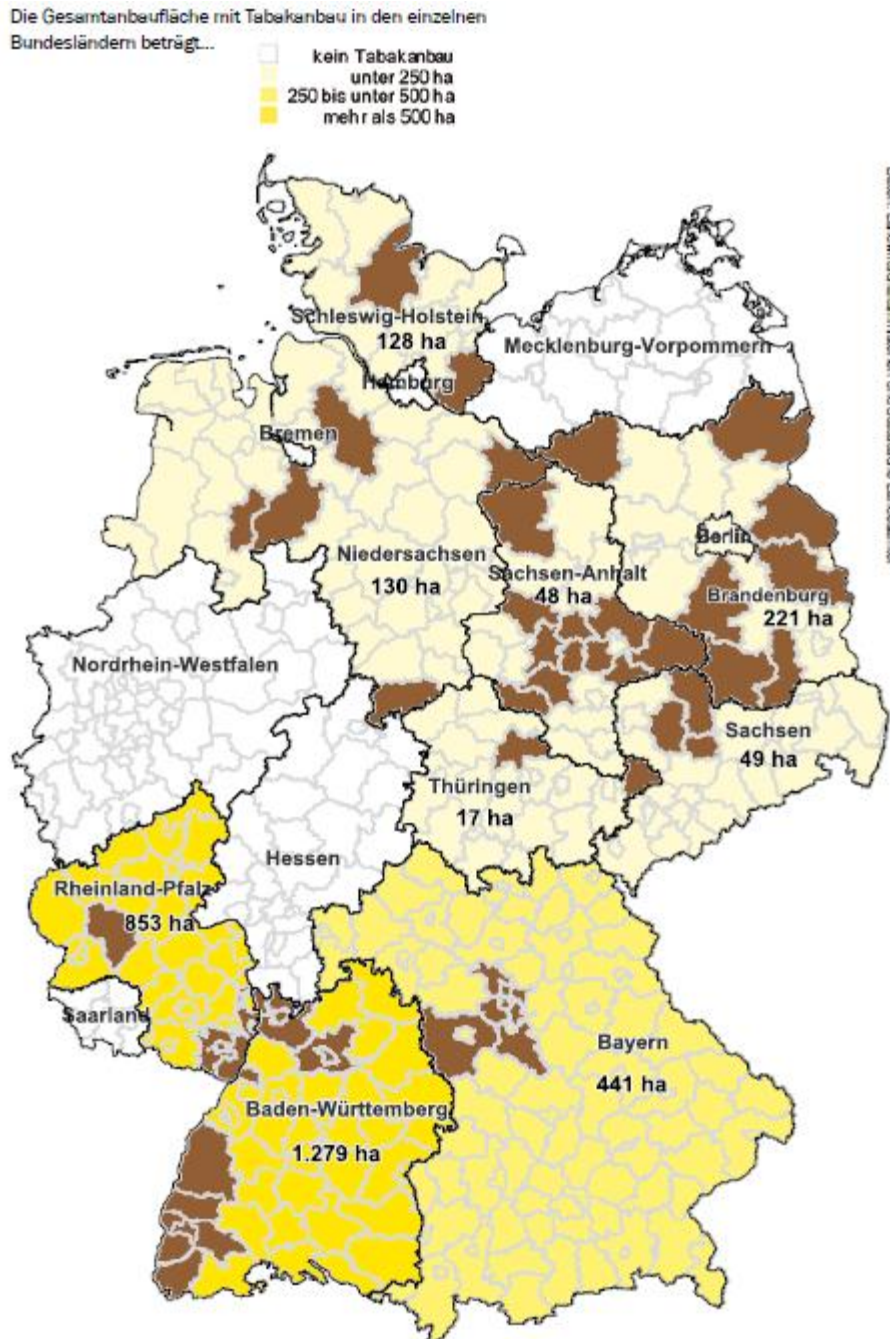 Die Gesamtanbaufläche mit Tabakanbau in den einzelnen
Bundesländern beträgt...
kein Tabakanbau
unter 250 ha
250 bis unter 500 ha
mehr als 500 ha
Schleswig-Holstein
128 ha
Mecklenburg-Vorpommern
Hamburg
Bremen
Niedersachsen
130 ha
Sachsen-Anhalt
48 ha
Berlin
Brandenburg
221 ha
Nordrhein-Westfalen
Sachsen
49 ha
Thüringen
17 ha
Hessen
Rheinland-Pfalz
853 ha
Saarland
Bayern
441 ha
Baden-Württemberg
1.279 ha